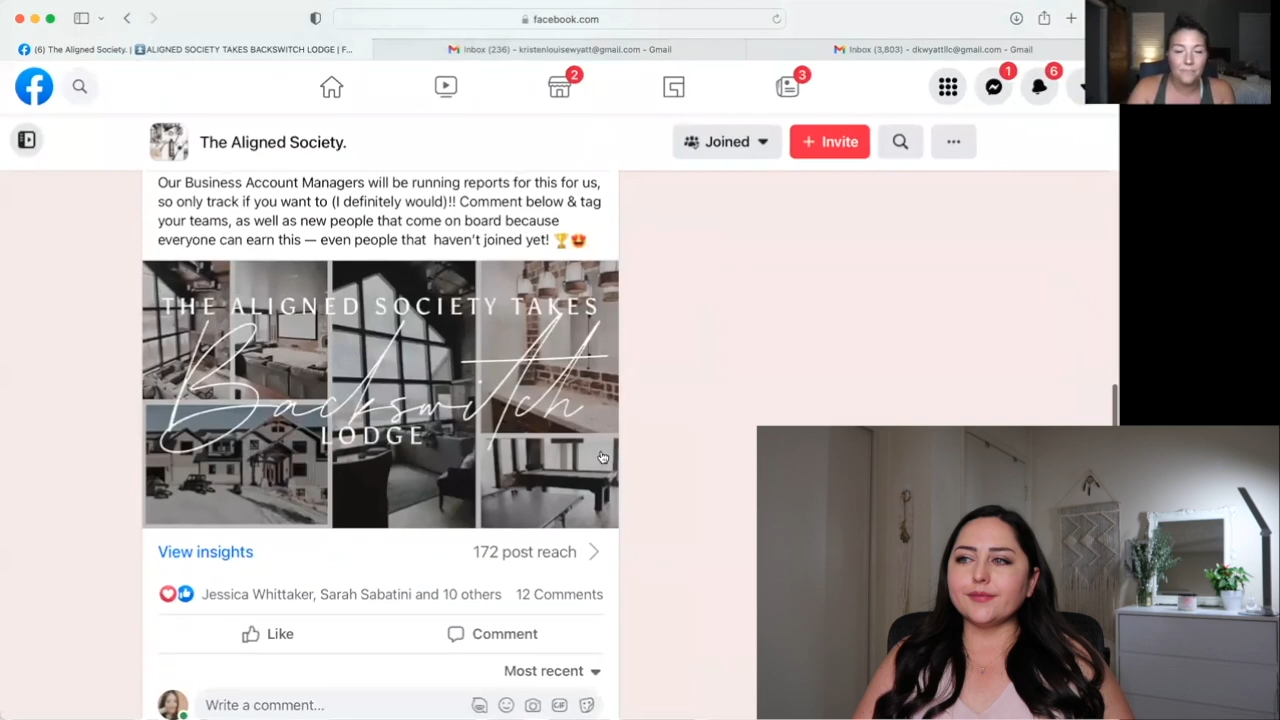 facebook.com
(6) The Aligned Society. | ALIGNED SOCIETY TAKES BACKSWITCH LODGE | F...
Inbox (236) - kristenlouisewyatt@gmail.com - Gmail
Inbox (3,803) - dkwyattllc@gmail.com - Gmail
2
3
1
6
The Aligned Society.
Joined
+ Invite
Our Business Account Managers will be running reports for this for us,
so only track if you want to (I definitely would)!! Comment below & tag
your teams, as well as new people that come on board because
everyone can earn this — even people that haven't joined yet! 🏆😍
THE ALIGNED SOCIETY TAKES
Backswitch
LODGE
View insights
172 post reach
Jessica Whittaker, Sarah Sabatini and 10 others
12 Comments
Like
Comment
Most recent
Write a comment...
GIF